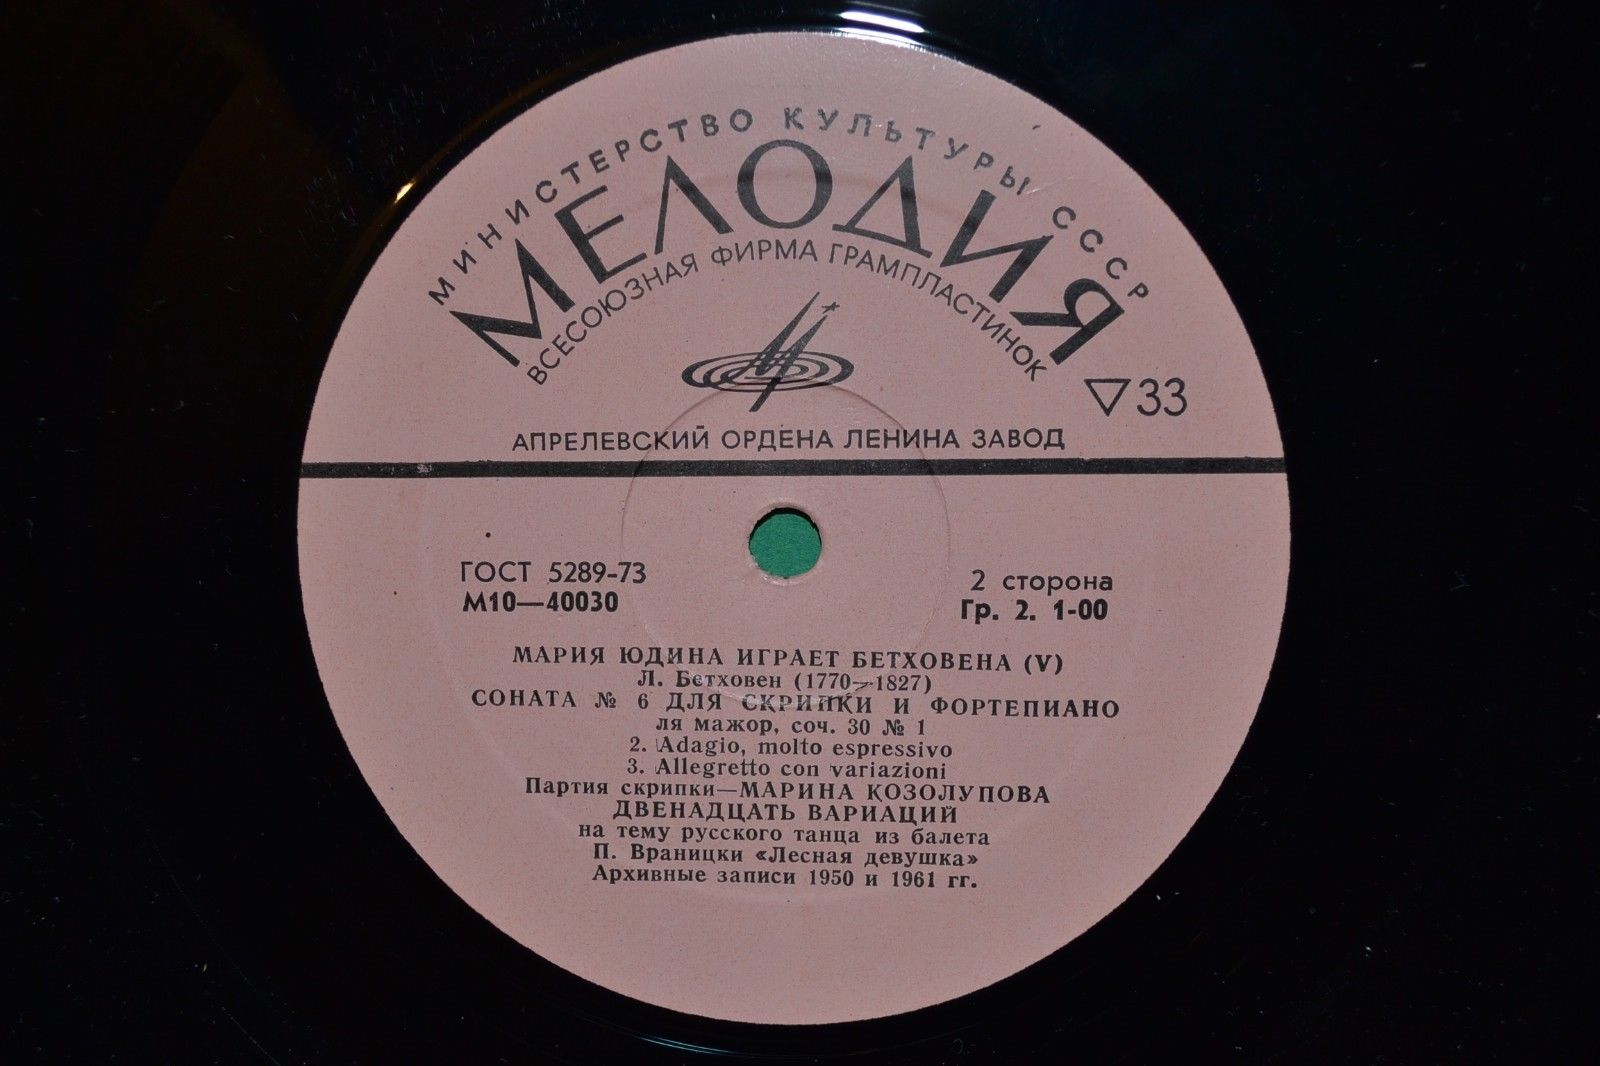 МИНИСТЕРСТВО КУЛЬТУРЫ СССР
МЕЛОДИЯ
ВСЕСОЮЗНАЯ ФИРМА ГРАМПЛАСТИНОК
▽33
АПРЕЛЕВСКИЙ ОРДЕНА ЛЕНИНА ЗАВОД
ГОСТ 5289-73
М10—40030
2 сторона
Гр. 2. 1-00
МАРИЯ ЮДИНА ИГРАЕТ БЕТХОВЕНА (V)
Л. Бетховен (1770—1827)
СОНАТА № 6 ДЛЯ СКРИПКИ И ФОРТЕПИАНО
ля мажор, соч. 30 № 1
2. Adagio, molto espressivo
3. Allegretto con variazioni
Партия скрипки—МАРИНА КОЗОЛУПОВА
ДВЕНАДЦАТЬ ВАРИАЦИЙ
на тему русского танца из балета
П. Враницки «Лесная девушка»
Архивные записи 1950 и 1961 гг.